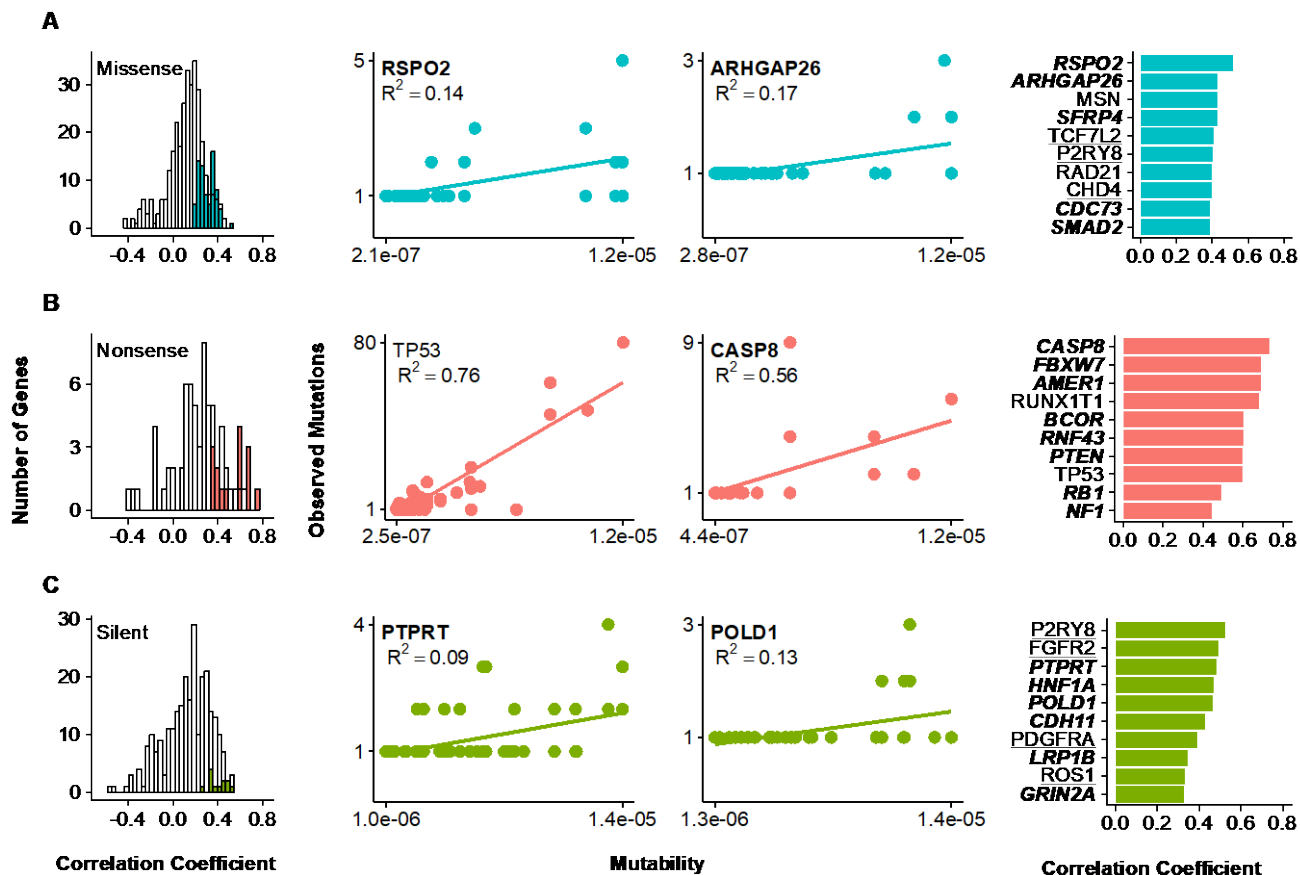 A
Missense
30
20
10
0
-0.4 0.0 0.4 0.8
5
1
RSPO2
R² = 0.14
2.1e-07 1.2e-05
3
1
ARHGAP26
R² = 0.17
2.8e-07 1.2e-05
RSPO2
ARHGAP26
MSN
SFRP4
TCF7L2
P2RY8
RAD21
CHD4
CDC73
SMAD2
0.0 0.2 0.4 0.6 0.8
B
Number of Genes
Nonsense
6
3
0
-0.4 0.0 0.4 0.8
Observed Mutations
80
1
TP53
R² = 0.76
2.5e-07 1.2e-05
9
1
CASP8
R² = 0.56
4.4e-07 1.2e-05
CASP8
FBXW7
AMER1
RUNX1T1
BCOR
RNF43
PTEN
TP53
RB1
NF1
0.0 0.2 0.4 0.6 0.8
C
Silent
30
20
10
0
-0.4 0.0 0.4 0.8
Correlation Coefficient
4
1
PTPRT
R² = 0.09
1.0e-06 1.4e-05
3
1
POLD1
R² = 0.13
1.3e-06 1.4e-05
Mutability
P2RY8
FGFR2
PTPRT
HNF1A
POLD1
CDH11
PDGFRA
LRP1B
ROS1
GRIN2A
0.0 0.2 0.4 0.6 0.8
Correlation Coefficient